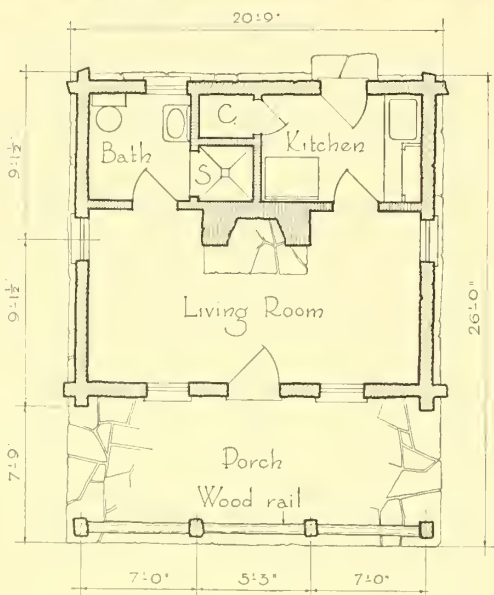 20'-9"
9'-1½"
Bath
C.
S
Kitchen
9'-1½"
Living Room
26'-0"
7'-9"
Porch
Wood rail
7'-0"
5'-3"
7'-0"